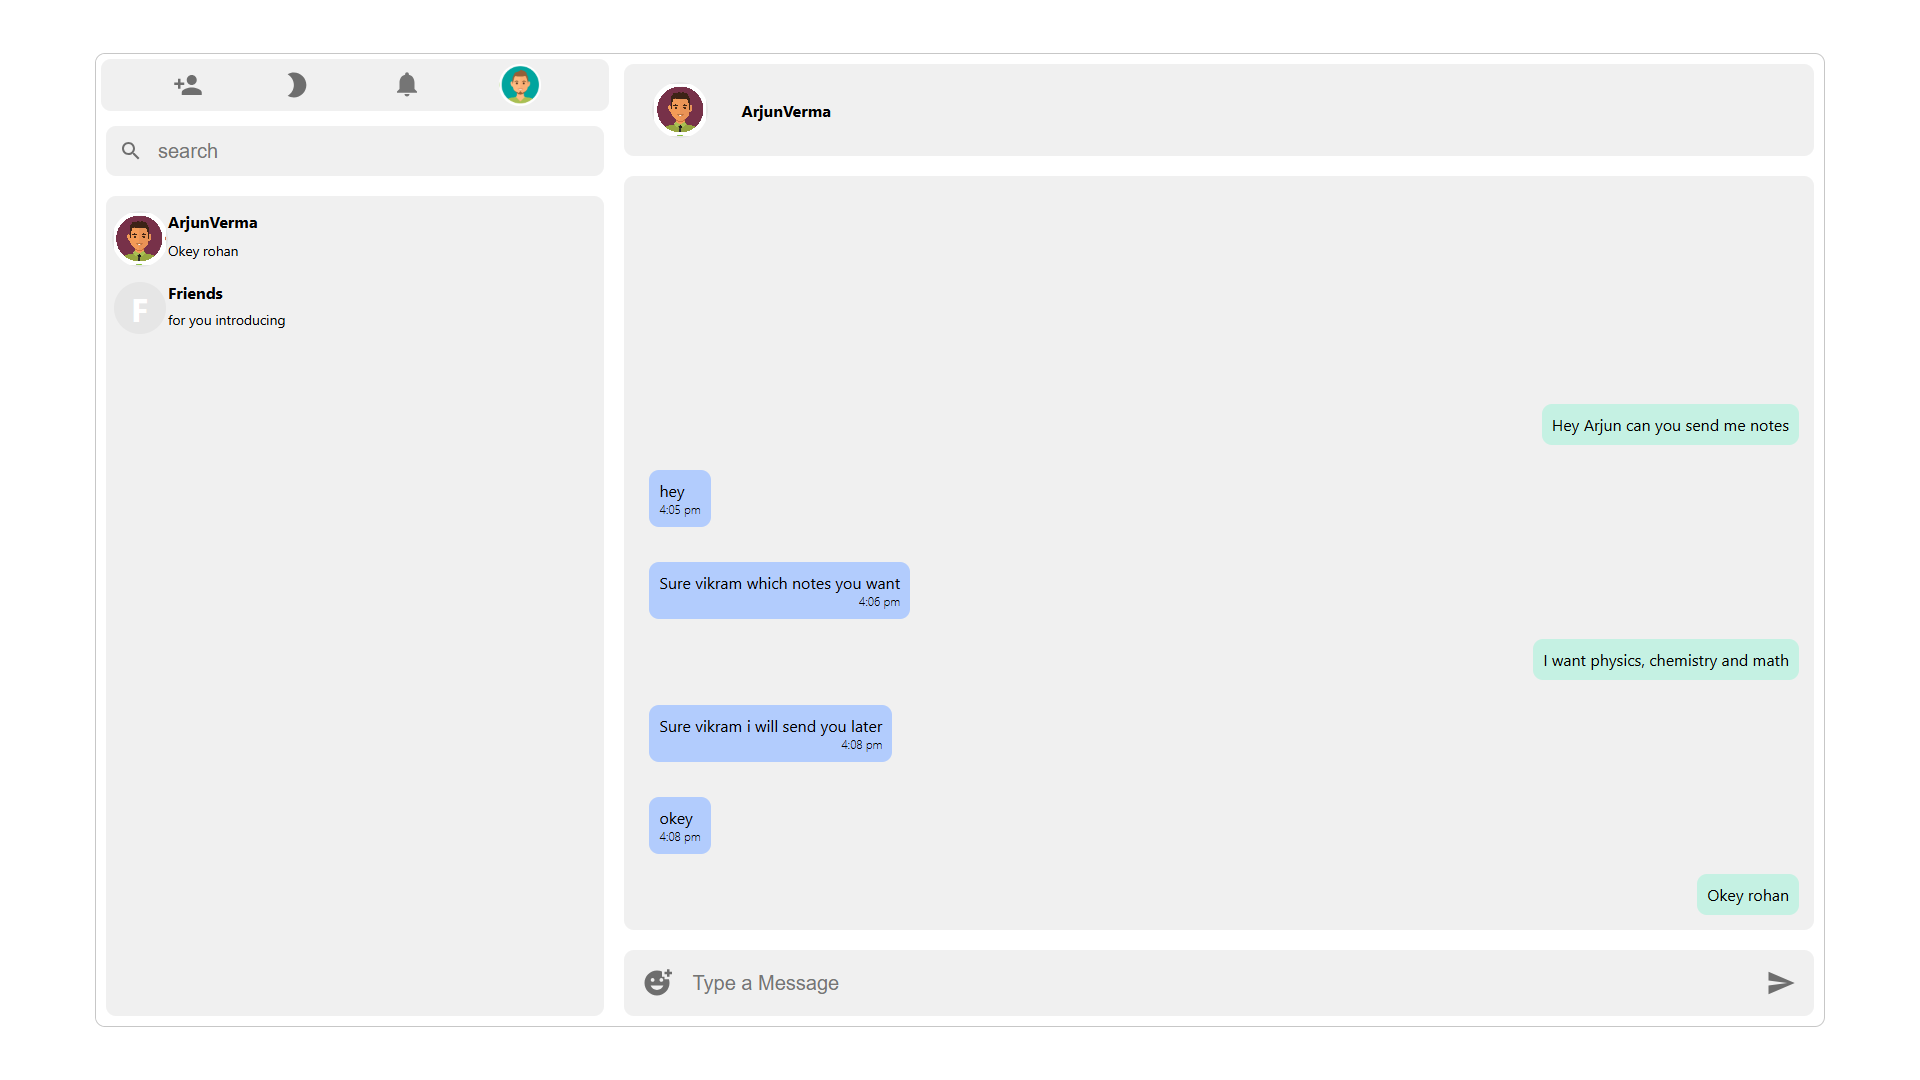 search
ArjunVerma
Okey rohan
F
Friends
for you introducing
ArjunVerma
Hey Arjun can you send me notes
hey
4:05 pm
Sure vikram which notes you want
4:06 pm
I want physics, chemistry and math
Sure vikram i will send you later
4:08 pm
okey
4:08 pm
Okey rohan
Type a Message